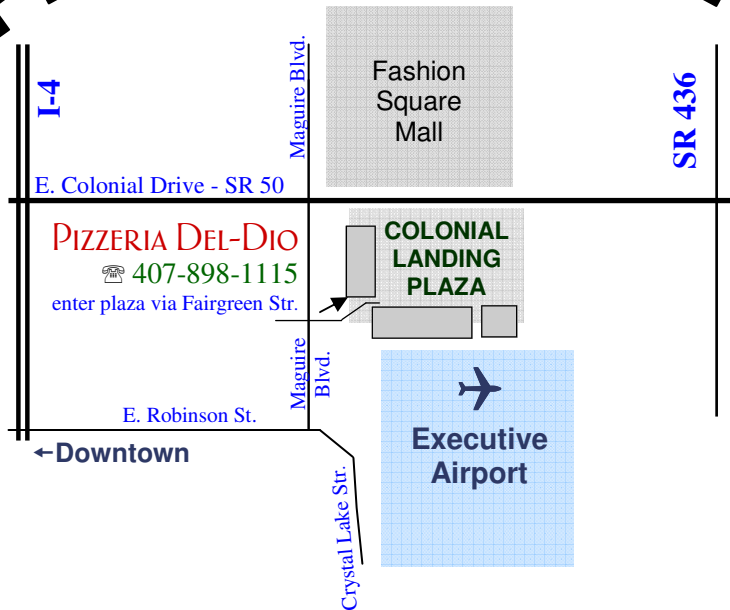 I-4
Maguire Blvd.
Fashion
Square
Mall
SR 436
E. Colonial Drive - SR 50
PIZZERIA DEL-DIO
☏ 407-898-1115
enter plaza via Fairgreen Str.
COLONIAL
LANDING
PLAZA
Maguire
Blvd.
E. Robinson St.
←Downtown
Executive
Airport
Crystal Lake Str.